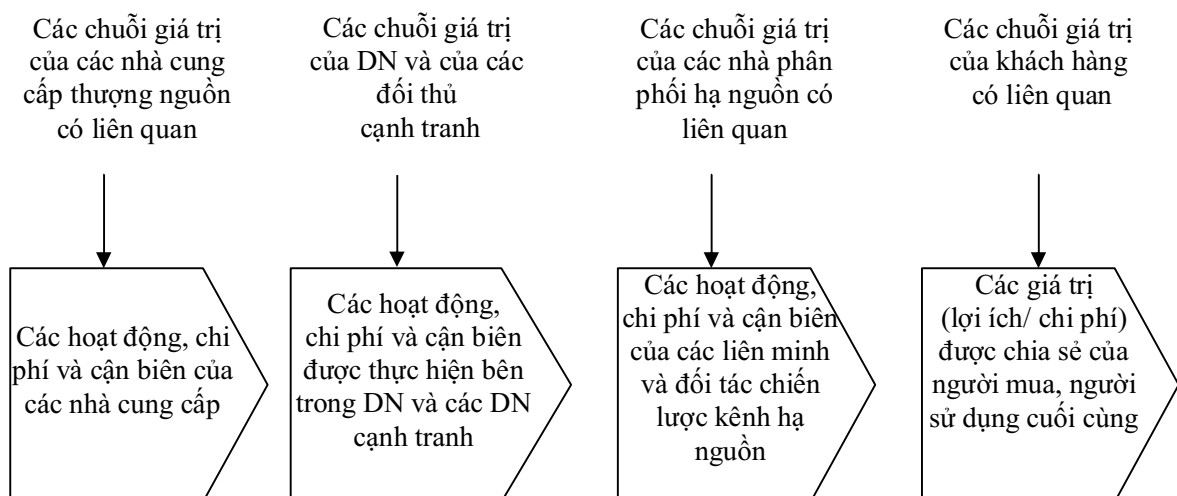 Các chuỗi giá trị
của các nhà cung
cấp thượng nguồn
có liên quan
Các chuỗi giá trị
của DN và của các
đối thủ
cạnh tranh
Các chuỗi giá trị
của các nhà phân
phối hạ nguồn có
liên quan
Các chuỗi giá trị
của khách hàng
có liên quan
Các hoạt động, chi
phí và cận biên của
các nhà cung cấp
Các hoạt động,
chi phí và cận biên
được thực hiện bên
trong DN và các DN
cạnh tranh
Các hoạt động,
chi phí và cận biên
của các liên minh
và đối tác chiến
lược kênh hạ
nguồn
Các giá trị
(lợi ích/ chi phí)
được chia sẻ của
người mua, người
sử dụng cuối cùng